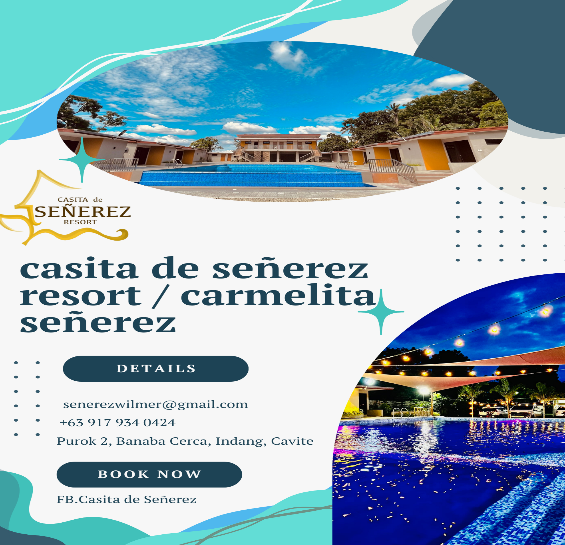 CASITA de
SEÑEREZ
RESORT
casita de señerez
resort / carmelita
señerez
DETAILS
senerezwilmer@gmail.com
+63 917 934 0424
Purok 2, Banaba Cerca, Indang, Cavite
BOOK NOW
FB.Casita de Señerez